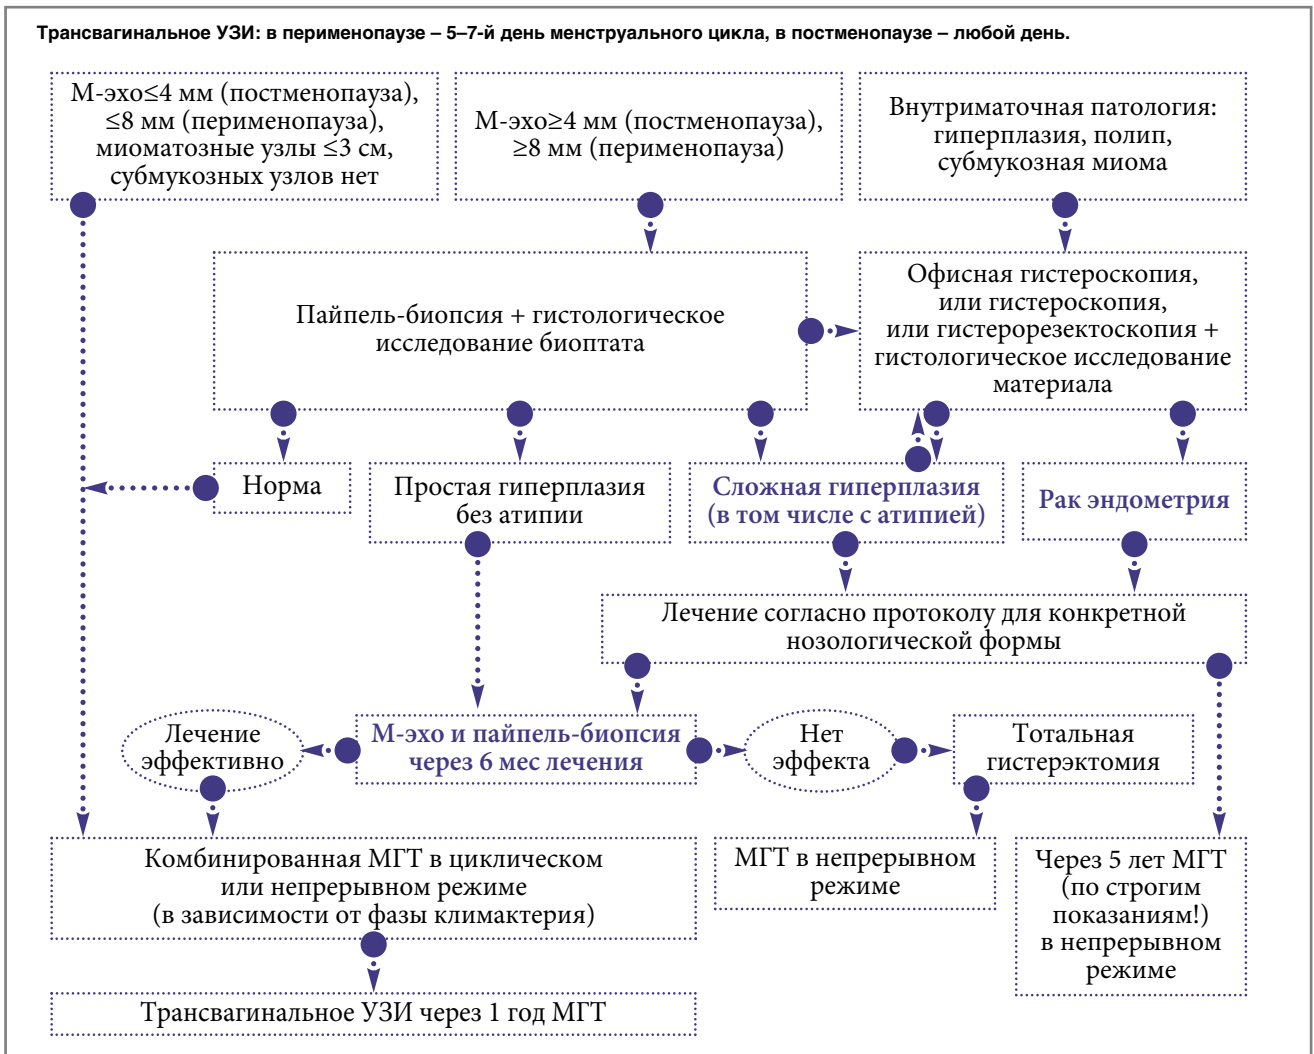 Трансвагинальное УЗИ: в перименопаузе – 5–7-й день менструального цикла, в постменопаузе – любой день.
М-эхо≤4 мм (постменопауза),
≤8 мм (перименопауза),
миоматозные узлы ≤3 см,
субмукозных узлов нет
М-эхо≥4 мм (постменопауза),
≥8 мм (перименопауза)
Внутриматочная патология:
гиперплазия, полип,
субмукозная миома
Пайпель-биопсия + гистологическое
исследование биоптата
Офисная гистероскопия,
или гистероскопия,
или гистерорезектоскопия +
гистологическое исследование
материала
Норма
Простая гиперплазия
без атипии
Сложная гиперплазия
(в том числе с атипией)
Рак эндометрия
Лечение согласно протоколу для конкретной
нозологической формы
Лечение
эффективно
М-эхо и пайпель-биопсия
через 6 мес лечения
Нет
эффекта
Тотальная
гистерэктомия
Комбинированная МГТ в циклическом
или непрерывном режиме
(в зависимости от фазы климактерия)
МГТ в непрерывном
режиме
Через 5 лет МГТ
(по строгим
показаниям!)
в непрерывном
режиме
Трансвагинальное УЗИ через 1 год МГТ